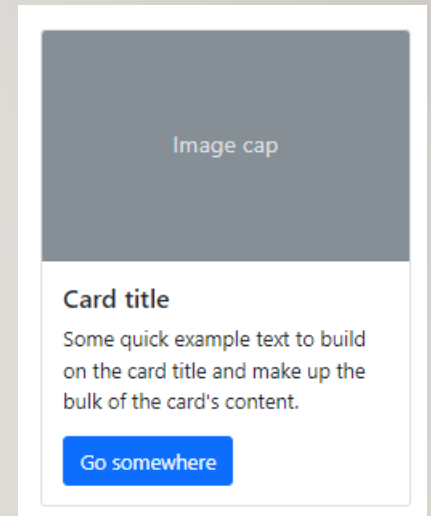 Image cap
Card title
Some quick example text to build
on the card title and make up the
bulk of the card's content.
Go somewhere